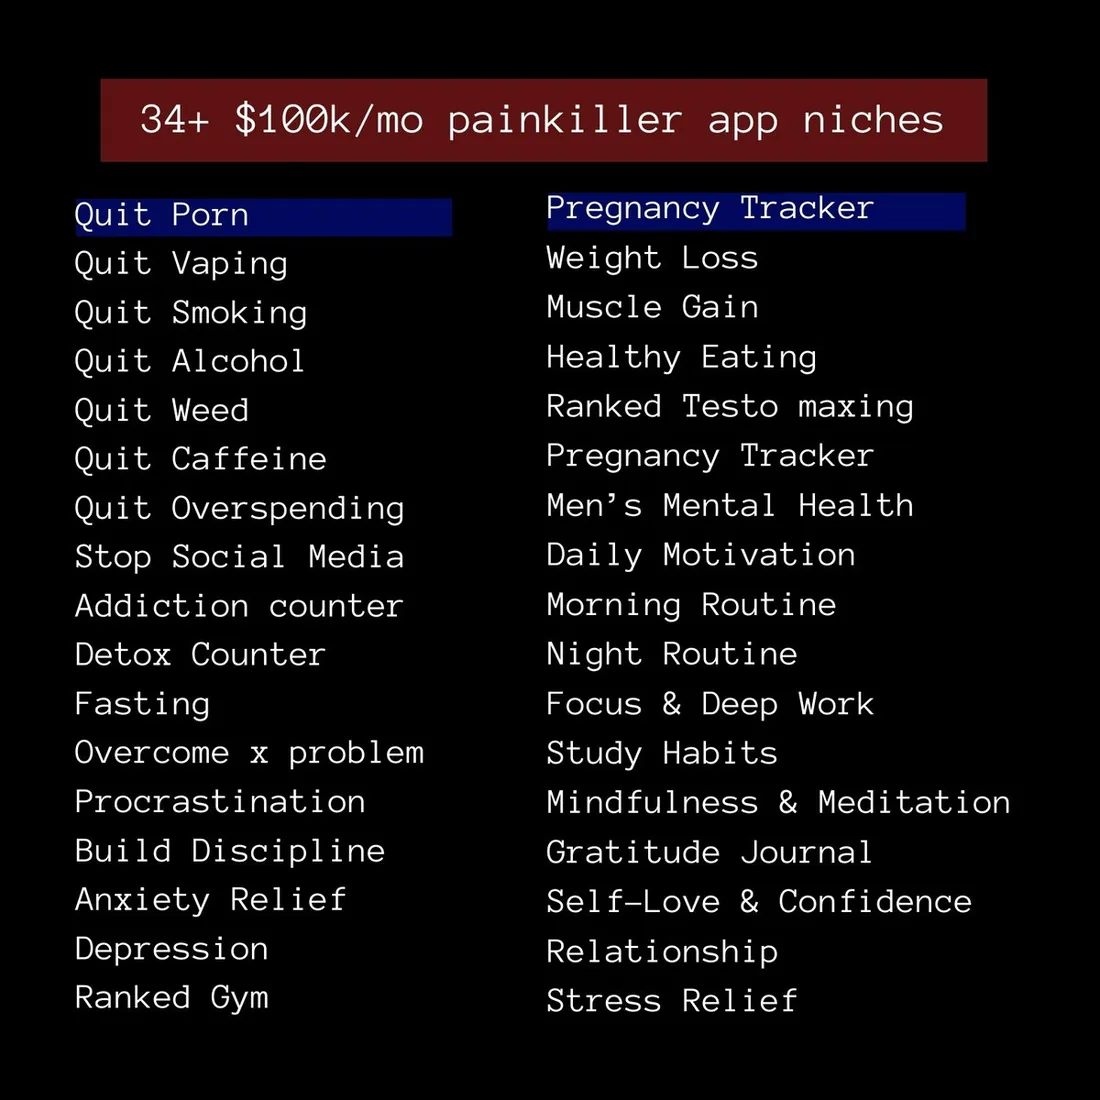 34+ $100k/mo painkiller app niches
Quit Porn
Quit Vaping
Quit Smoking
Quit Alcohol
Quit Weed
Quit Caffeine
Quit Overspending
Stop Social Media
Addiction counter
Detox Counter
Fasting
Overcome x problem
Procrastination
Build Discipline
Anxiety Relief
Depression
Ranked Gym
Pregnancy Tracker
Weight Loss
Muscle Gain
Healthy Eating
Ranked Testo maxing
Pregnancy Tracker
Men’s Mental Health
Daily Motivation
Morning Routine
Night Routine
Focus & Deep Work
Study Habits
Mindfulness & Meditation
Gratitude Journal
Self-Love & Confidence
Relationship
Stress Relief